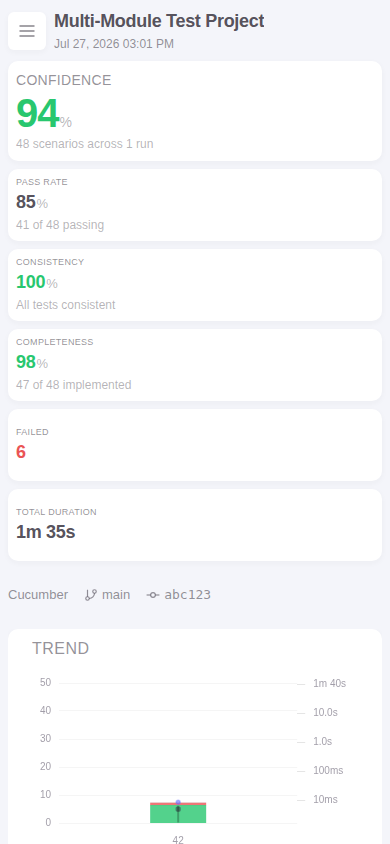 Multi-Module Test Project
Jul 27, 2026 03:01 PM
CONFIDENCE
94%
48 scenarios across 1 run
PASS RATE
85%
41 of 48 passing
CONSISTENCY
100%
All tests consistent
COMPLETENESS
98%
47 of 48 implemented
FAILED
6
TOTAL DURATION
1m 35s
Cucumber main abc123
TREND
50 1m 40s
40 10.0s
30 1.0s
20 100ms
10 10ms
0
42